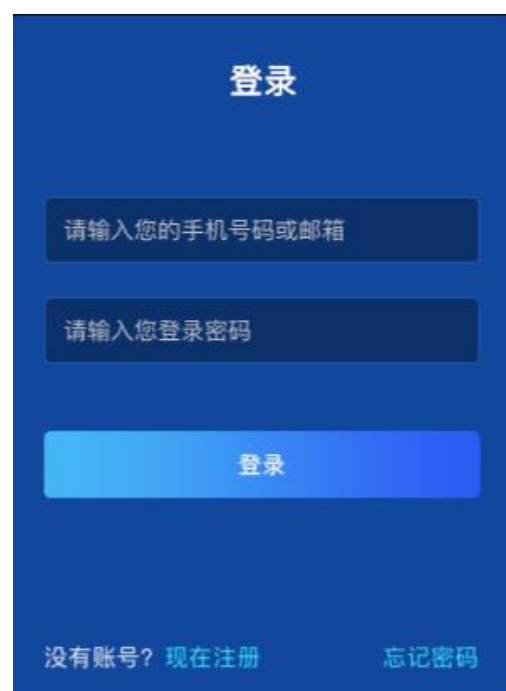 登录
请输入您的手机号码或邮箱
请输入您登录密码
登录
没有账号？现在注册 忘记密码